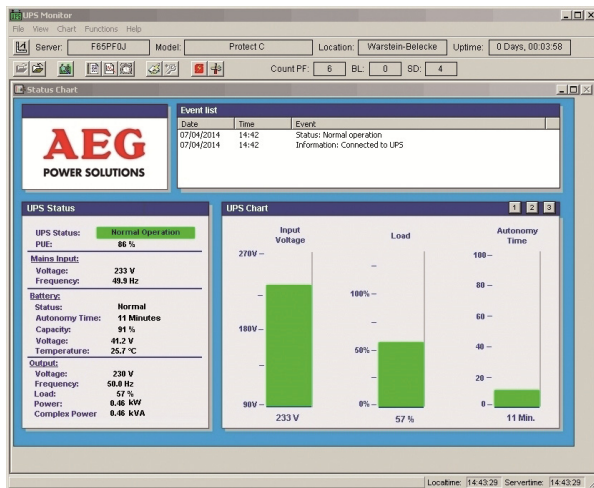 UPS Monitor
File View Chart Functions Help
Server: F65PF0J Model: Protect C Location: Warstein-Belecke Uptime: 0 Days, 00:03:58
Count PF: 6 BL: 0 SD: 4
Status Chart
AEG
POWER SOLUTIONS
Event list
Date Time Event
07/04/2014 14:42 Status: Normal operation
07/04/2014 14:42 Information: Connected to UPS
UPS Status
UPS Status: Normal Operation
PUE: 86 %
Mains Input:
Voltage: 233 V
Frequency: 49.9 Hz
Battery:
Status: Normal
Autonomy Time: 11 Minutes
Capacity: 91 %
Voltage: 41.2 V
Temperature: 25.7 °C
Output:
Voltage: 230 V
Frequency: 50.0 Hz
Load: 57 %
Power: 0.46 kW
Complex Power 0.46 kVA
UPS Chart 1 2 3
Input Voltage
270V
180V
90V
233 V
Load
100%
50%
0%
57 %
Autonomy Time
100
80
60
40
20
0
11 Min.
Localtime: 14:43:29 Servertime: 14:43:29